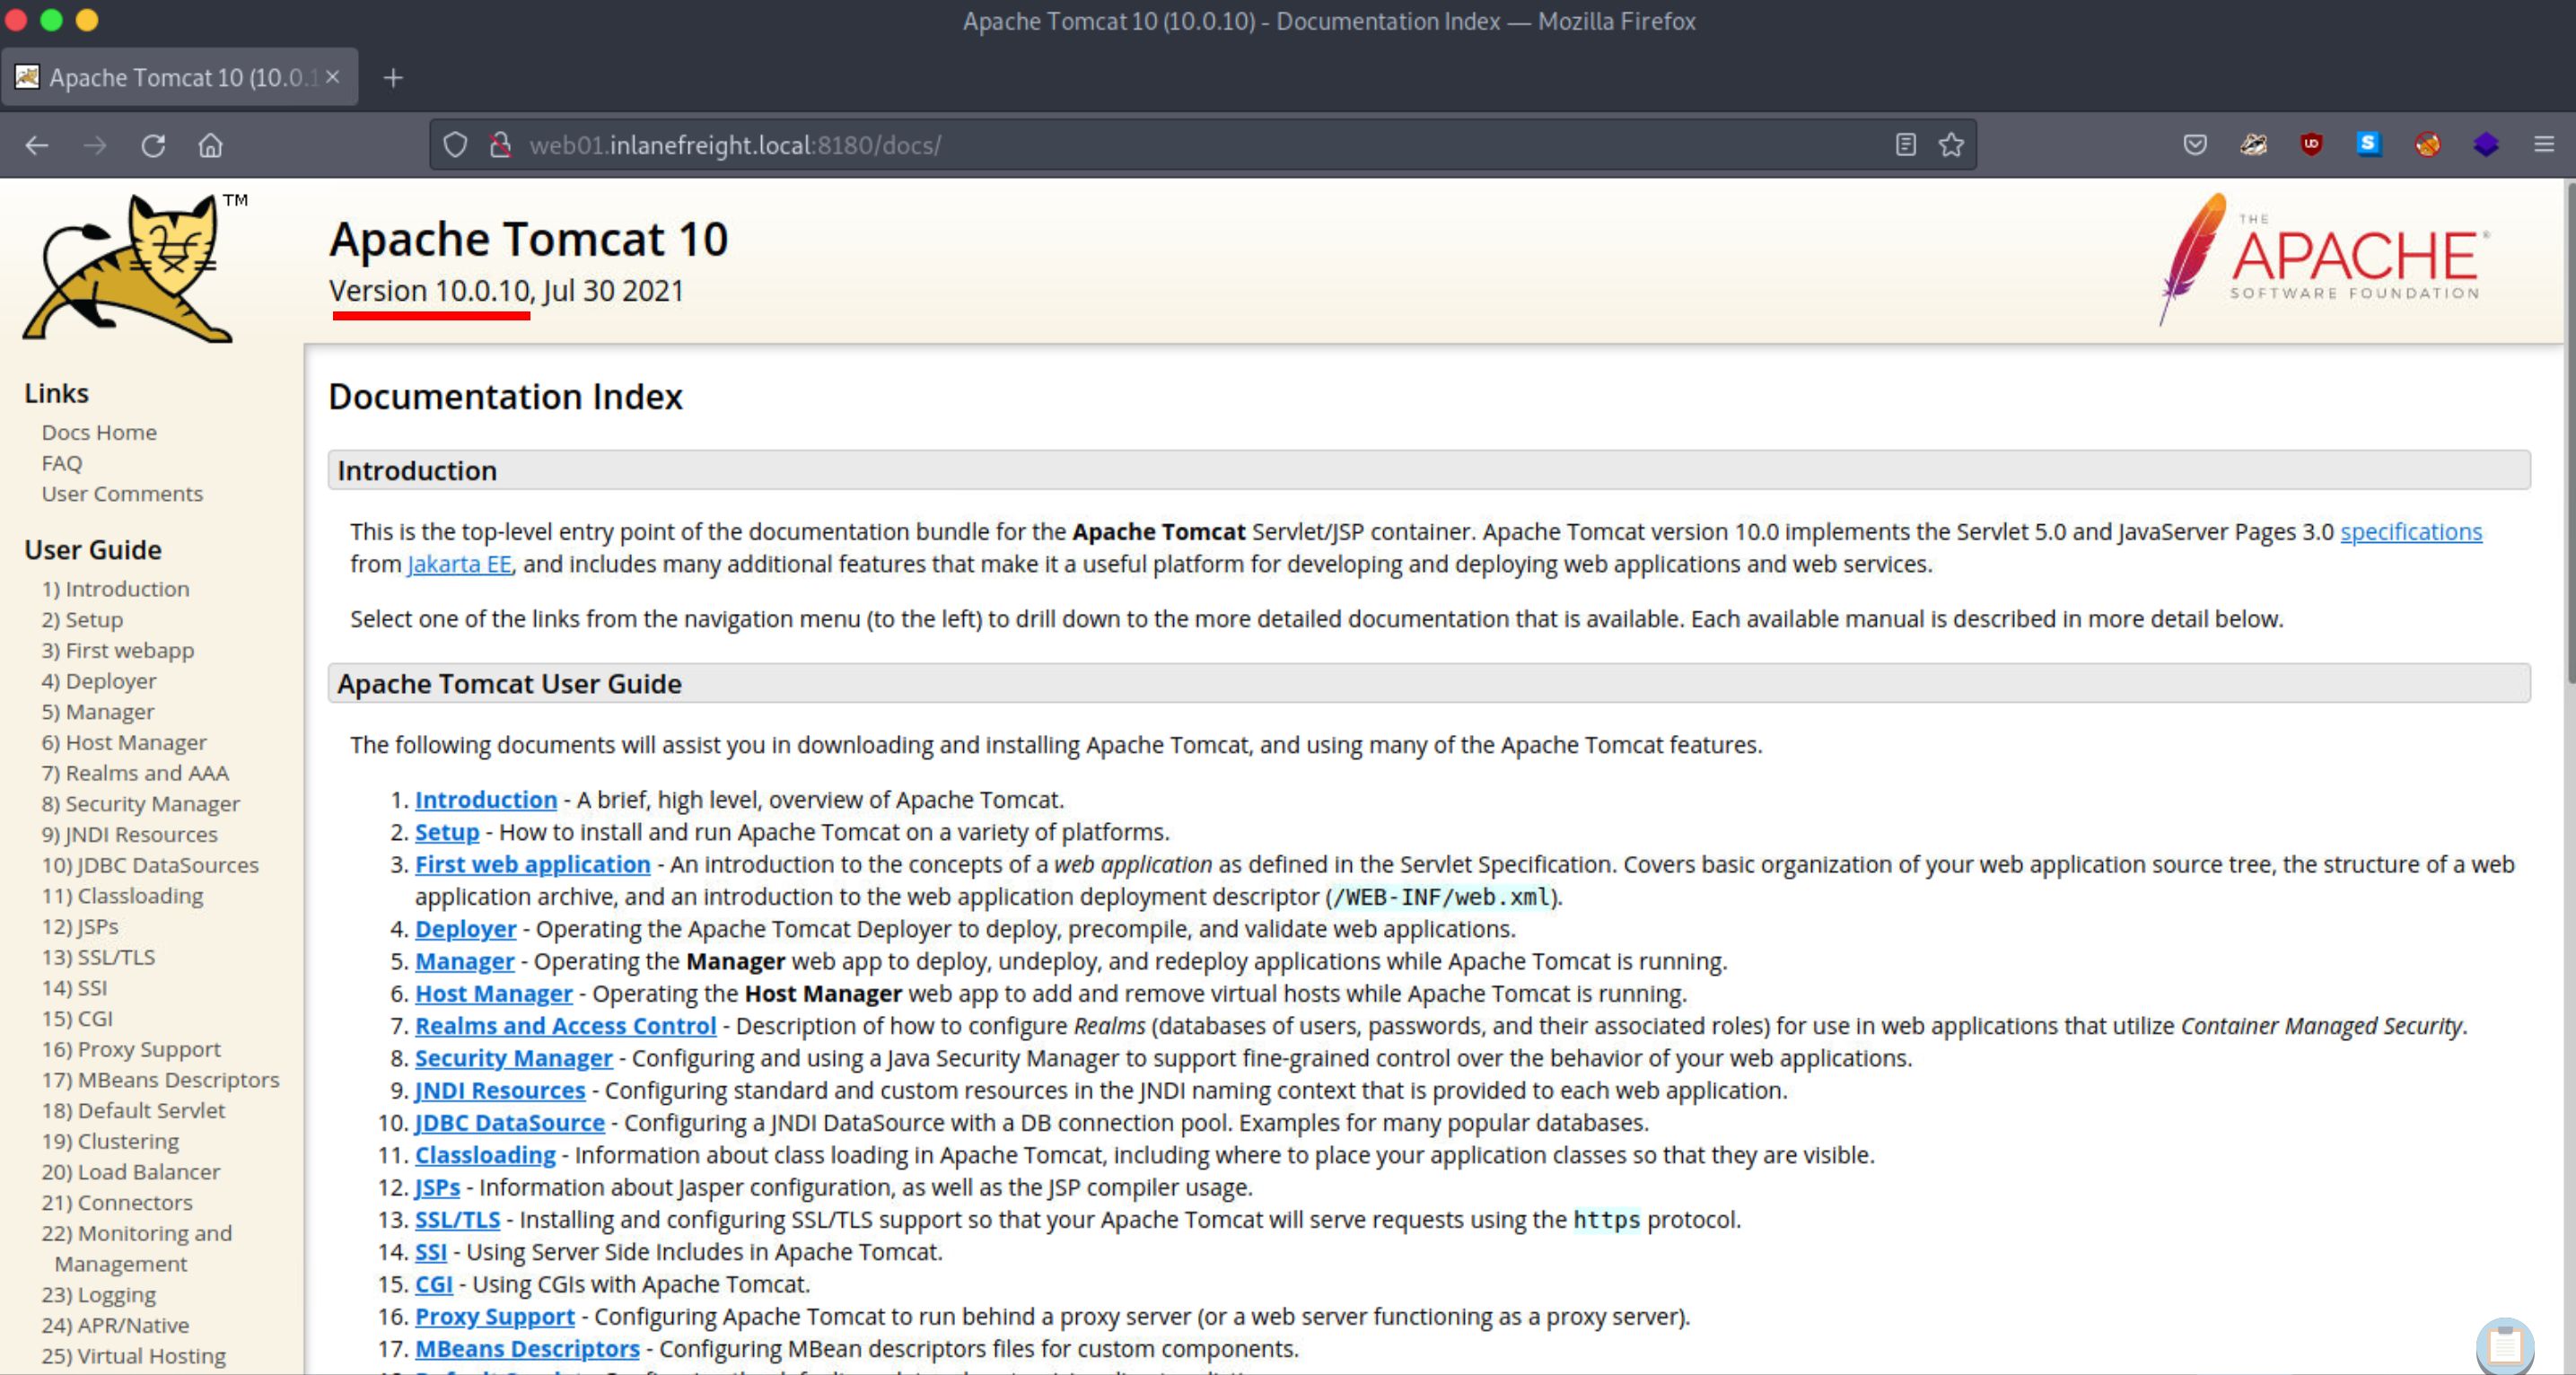 Apache Tomcat 10 (10.0.10) - Documentation Index — Mozilla Firefox
Apache Tomcat 10 (10.0.1
web01.inlanefreight.local:8180/docs/
TM
Apache Tomcat 10
Version 10.0.10, Jul 30 2021
THE
APACHE®
SOFTWARE FOUNDATION
Links
Docs Home
FAQ
User Comments
User Guide
1) Introduction
2) Setup
3) First webapp
4) Deployer
5) Manager
6) Host Manager
7) Realms and AAA
8) Security Manager
9) JNDI Resources
10) JDBC DataSources
11) Classloading
12) JSPs
13) SSL/TLS
14) SSI
15) CGI
16) Proxy Support
17) MBeans Descriptors
18) Default Servlet
19) Clustering
20) Load Balancer
21) Connectors
22) Monitoring and
Management
23) Logging
24) APR/Native
25) Virtual Hosting
Documentation Index
Introduction
This is the top-level entry point of the documentation bundle for the Apache Tomcat Servlet/JSP container. Apache Tomcat version 10.0 implements the Servlet 5.0 and JavaServer Pages 3.0 specifications
from Jakarta EE, and includes many additional features that make it a useful platform for developing and deploying web applications and web services.
Select one of the links from the navigation menu (to the left) to drill down to the more detailed documentation that is available. Each available manual is described in more detail below.
Apache Tomcat User Guide
The following documents will assist you in downloading and installing Apache Tomcat, and using many of the Apache Tomcat features.
1. Introduction - A brief, high level, overview of Apache Tomcat.
2. Setup - How to install and run Apache Tomcat on a variety of platforms.
3. First web application - An introduction to the concepts of a web application as defined in the Servlet Specification. Covers basic organization of your web application source tree, the structure of a web
application archive, and an introduction to the web application deployment descriptor (/WEB-INF/web.xml).
4. Deployer - Operating the Apache Tomcat Deployer to deploy, precompile, and validate web applications.
5. Manager - Operating the Manager web app to deploy, undeploy, and redeploy applications while Apache Tomcat is running.
6. Host Manager - Operating the Host Manager web app to add and remove virtual hosts while Apache Tomcat is running.
7. Realms and Access Control - Description of how to configure Realms (databases of users, passwords, and their associated roles) for use in web applications that utilize Container Managed Security.
8. Security Manager - Configuring and using a Java Security Manager to support fine-grained control over the behavior of your web applications.
9. JNDI Resources - Configuring standard and custom resources in the JNDI naming context that is provided to each web application.
10. JDBC DataSource - Configuring a JNDI DataSource with a DB connection pool. Examples for many popular databases.
11. Classloading - Information about class loading in Apache Tomcat, including where to place your application classes so that they are visible.
12. JSPs - Information about Jasper configuration, as well as the JSP compiler usage.
13. SSL/TLS - Installing and configuring SSL/TLS support so that your Apache Tomcat will serve requests using the https protocol.
14. SSI - Using Server Side Includes in Apache Tomcat.
15. CGI - Using CGIs with Apache Tomcat.
16. Proxy Support - Configuring Apache Tomcat to run behind a proxy server (or a web server functioning as a proxy server).
17. MBeans Descriptors - Configuring MBean descriptors files for custom components.